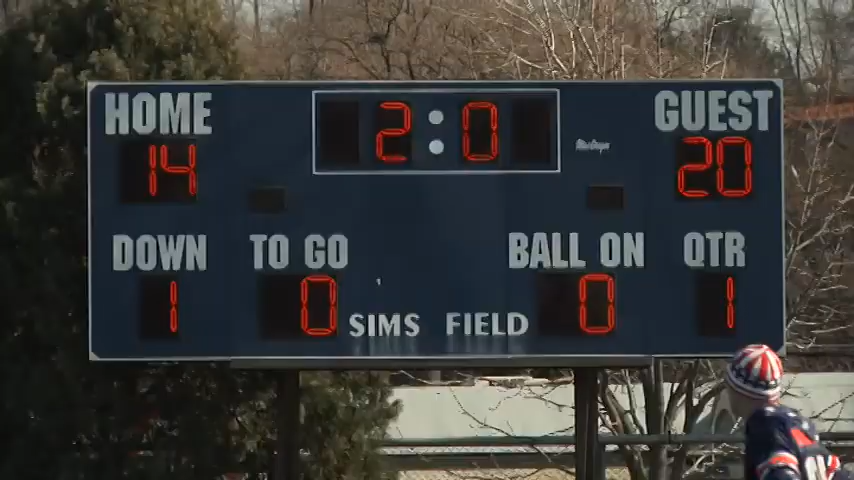 HOME 2:0 GUEST
14 20
DOWN TO GO BALL ON QTR
1 0 0 1
SIMS FIELD